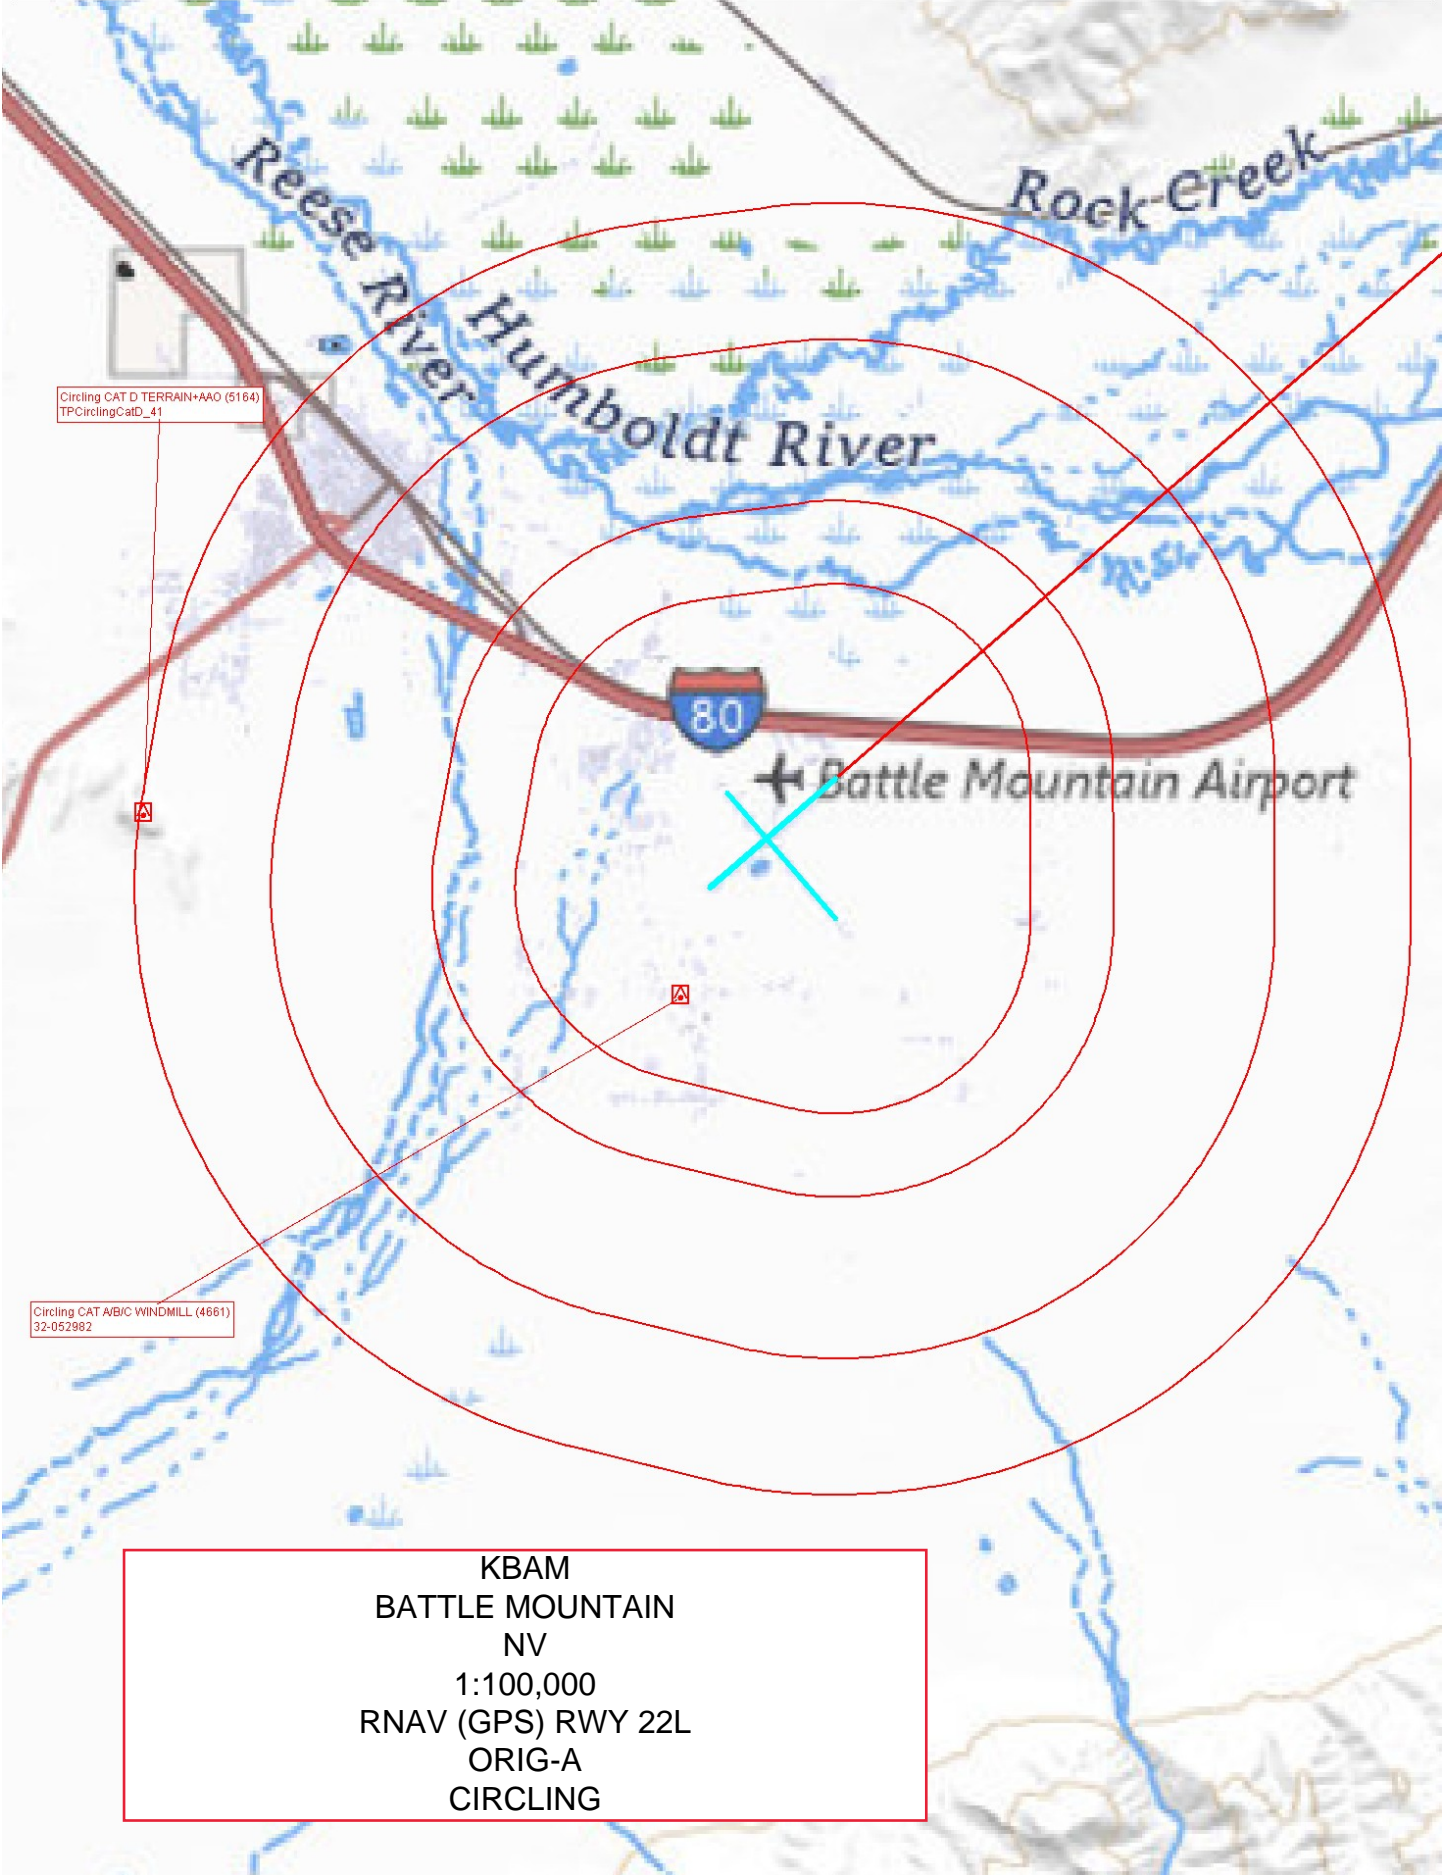 Reese River
Rock Creek
Humboldt River
Circling CAT D TERRAIN+AAO (5164)
TPCirclingCatD_41
80
Battle Mountain Airport
Circling CAT A/B/C WINDMILL (4661)
32-052982
KBAM
BATTLE MOUNTAIN
NV
1:100,000
RNAV (GPS) RWY 22L
ORIG-A
CIRCLING